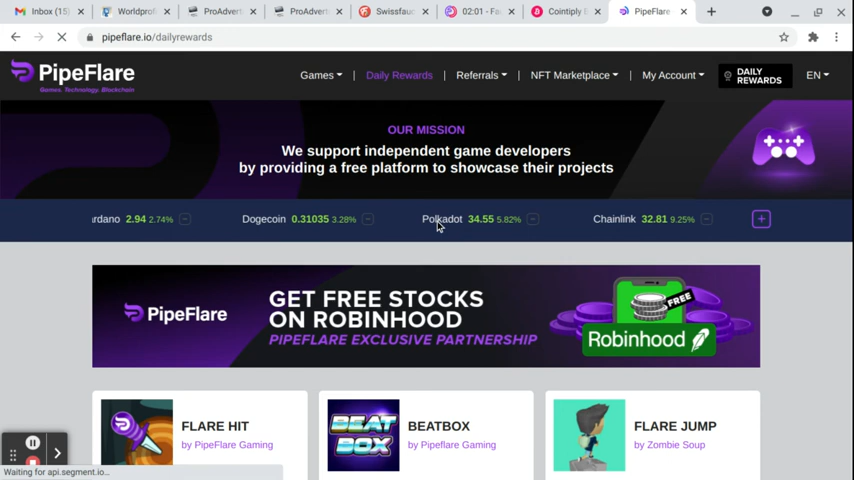 Inbox (15)
Worldprofi
ProAdvert
ProAdvert
Swissfauc
02:01 - Fa
Cointiply B
PipeFlare
pipeflare.io/dailyrewards
PipeFlare
Games. Technology. Blockchain
Games
Daily Rewards
Referrals
NFT Marketplace
My Account
DAILY
REWARDS
EN
OUR MISSION
We support independent game developers
by providing a free platform to showcase their projects
ardano 2.94 2.74%
Dogecoin 0.31035 3.28%
Polkadot 34.55 5.82%
Chainlink 32.81 9.25%
PipeFlare
GET FREE STOCKS
ON ROBINHOOD
PIPEFLARE EXCLUSIVE PARTNERSHIP
FREE
Robinhood
FLARE HIT
by PipeFlare Gaming
BEAT
BOX
BEATBOX
by Pipeflare Gaming
FLARE JUMP
by Zombie Soup
Waiting for api.segment.io...